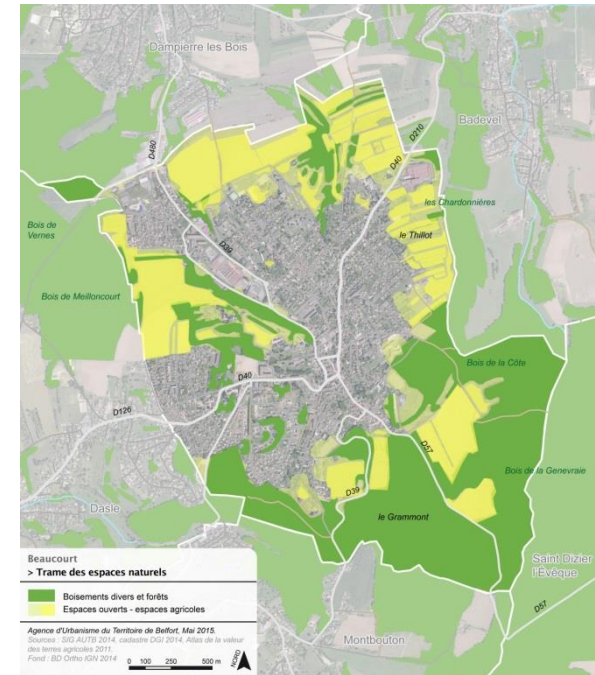 Dampierre les Bois
D480
D210
Badevel
D40
les Chardonnières
Bois de
Vernes
le Thillot
D39
Bois de Meilloncourt
Bois de la Côte
D40
D126
D57
Bois de la Genevraie
D39
Dasle
le Grammont
Saint Dizier
l'Évêque
D57
Montbouton
Beaucourt
> Trame des espaces naturels
Boisements divers et forêts
Espaces ouverts - espaces agricoles
Agence d'Urbanisme du Territoire de Belfort, Mai 2015.
Sources : SIG AUTB 2014, cadastre DGI 2014, Atlas de la valeur
des terres agricoles 2011.
Fond : BD Ortho IGN 2014
0 100 250 500 m
NORD